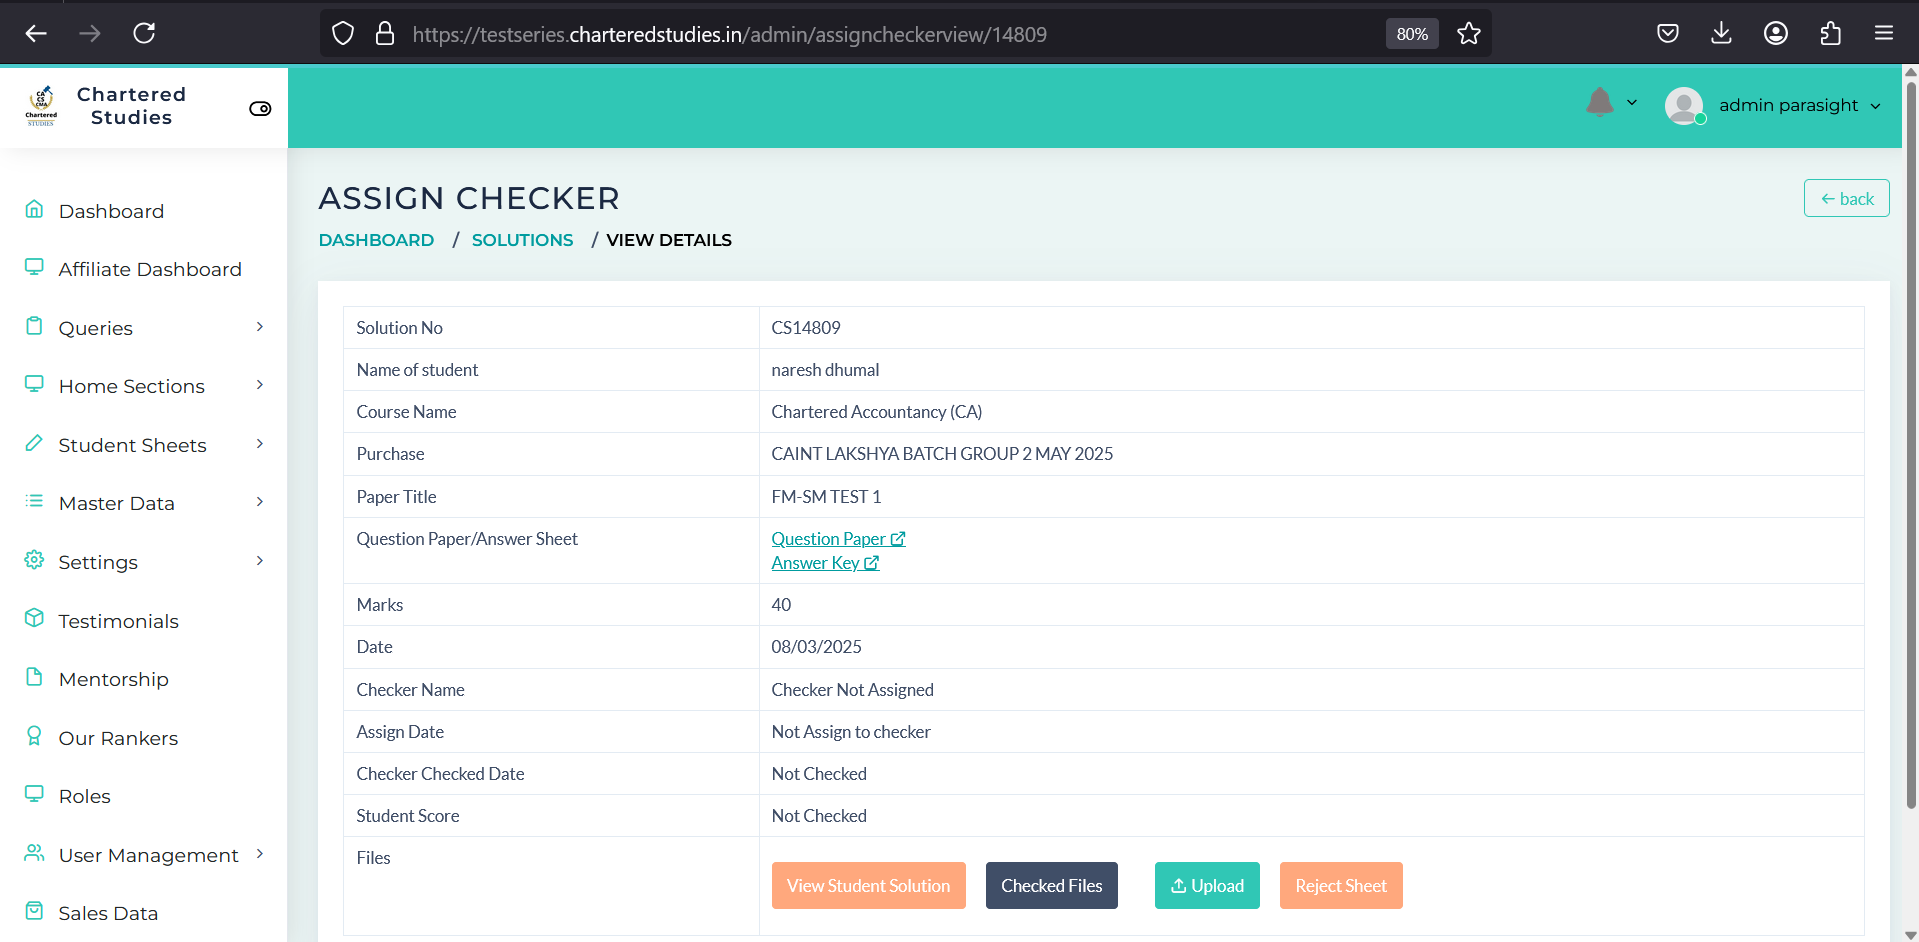 https://testseries.charteredstudies.in/admin/assigncheckerview/14809
80%
CA
CS
CMA
Chartered
STUDIES
Chartered
Studies
admin parasight
Dashboard
Affiliate Dashboard
Queries
Home Sections
Student Sheets
Master Data
Settings
Testimonials
Mentorship
Our Rankers
Roles
User Management
Sales Data
ASSIGN CHECKER
back
DASHBOARD / SOLUTIONS / VIEW DETAILS
Solution No CS14809
Name of student naresh dhumal
Course Name Chartered Accountancy (CA)
Purchase CAINT LAKSHYA BATCH GROUP 2 MAY 2025
Paper Title FM-SM TEST 1
Question Paper/Answer Sheet Question Paper
Answer Key
Marks 40
Date 08/03/2025
Checker Name Checker Not Assigned
Assign Date Not Assign to checker
Checker Checked Date Not Checked
Student Score Not Checked
Files
View Student Solution Checked Files Upload Reject Sheet